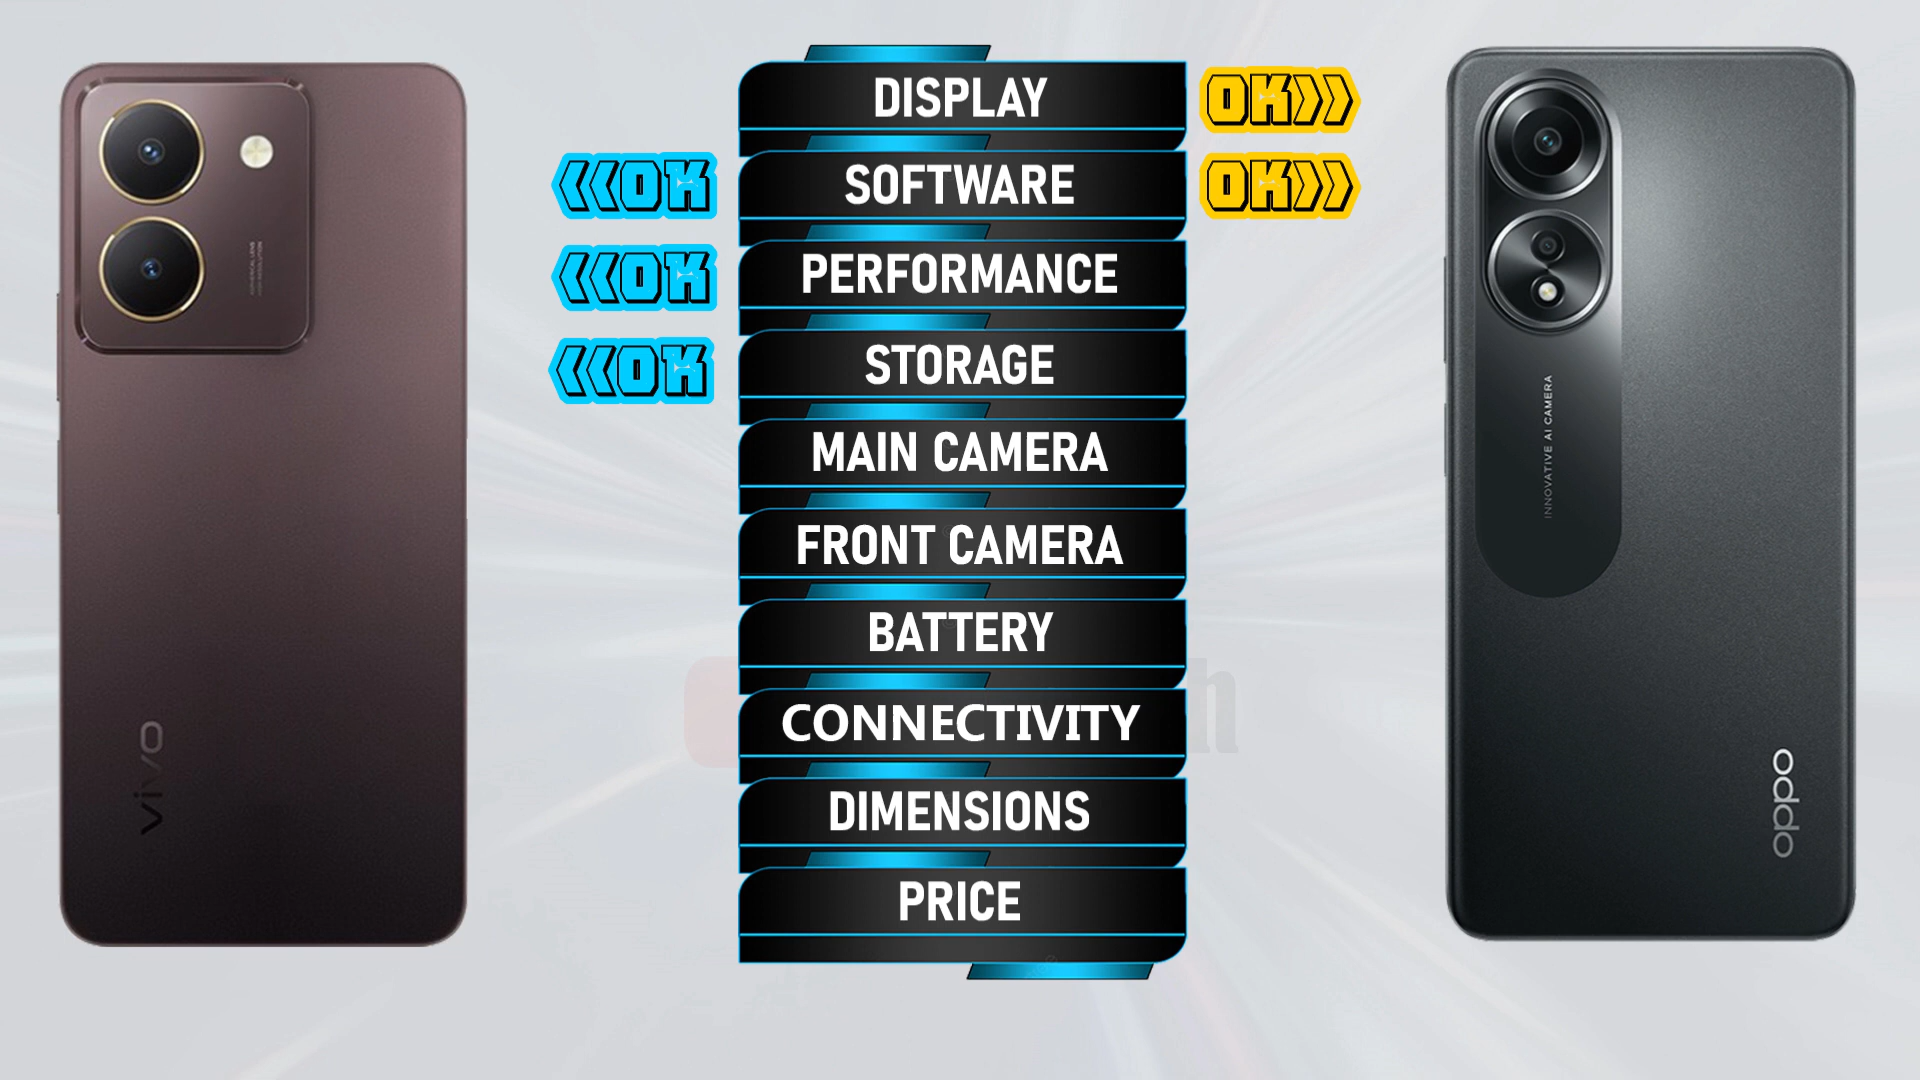 DISPLAY
OK
OK
SOFTWARE
OK
OK
PERFORMANCE
OK
STORAGE
MAIN CAMERA
FRONT CAMERA
BATTERY
CONNECTIVITY
DIMENSIONS
PRICE
vivo
INNOVATIVE AI CAMERA
oppo